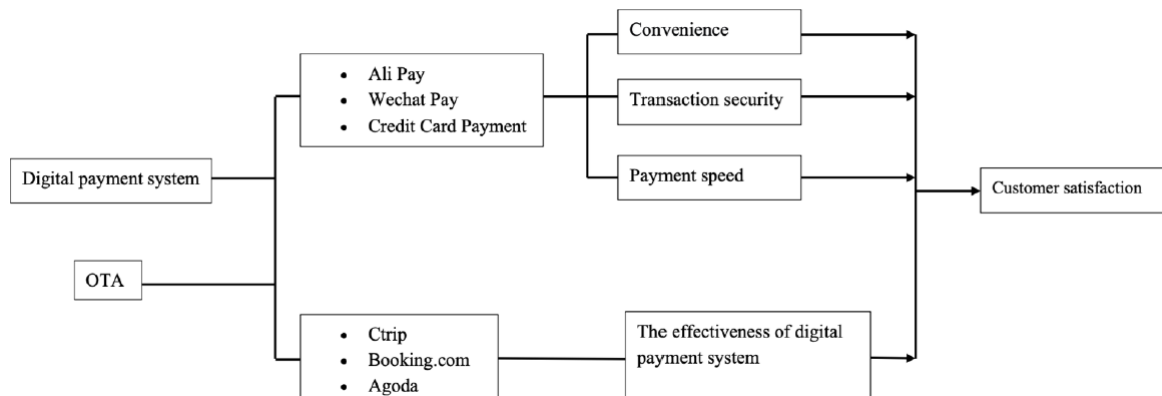 Digital payment system
OTA
• Ali Pay
• Wechat Pay
• Credit Card Payment
• Ctrip
• Booking.com
• Agoda
Convenience
Transaction security
Payment speed
The effectiveness of digital
payment system
Customer satisfaction